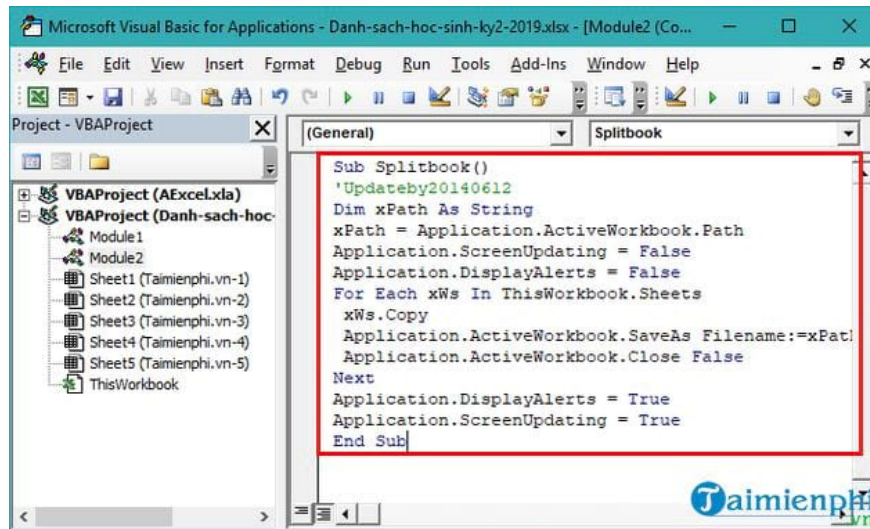 Microsoft Visual Basic for Applications - Danh-sach-hoc-sinh-ky2-2019.xlsx - [Module2 (Co...
File Edit View Insert Format Debug Run Tools Add-Ins Window Help
Project - VBAProject
(General) Splitbook
VBAProject (AExcel.xla)
VBAProject (Danh-sach-hoc-
Module1
Module2
Sheet1 (Taimienphi.vn-1)
Sheet2 (Taimienphi.vn-2)
Sheet3 (Taimienphi.vn-3)
Sheet4 (Taimienphi.vn-4)
Sheet5 (Taimienphi.vn-5)
ThisWorkbook
Sub Splitbook()
'Updateby20140612
Dim xPath As String
xPath = Application.ActiveWorkbook.Path
Application.ScreenUpdating = False
Application.DisplayAlerts = False
For Each xWs In ThisWorkbook.Sheets
xWs.Copy
Application.ActiveWorkbook.SaveAs Filename:=xPat
Application.ActiveWorkbook.Close False
Next
Application.DisplayAlerts = True
Application.ScreenUpdating = True
End Sub
Taimienphi
.vn